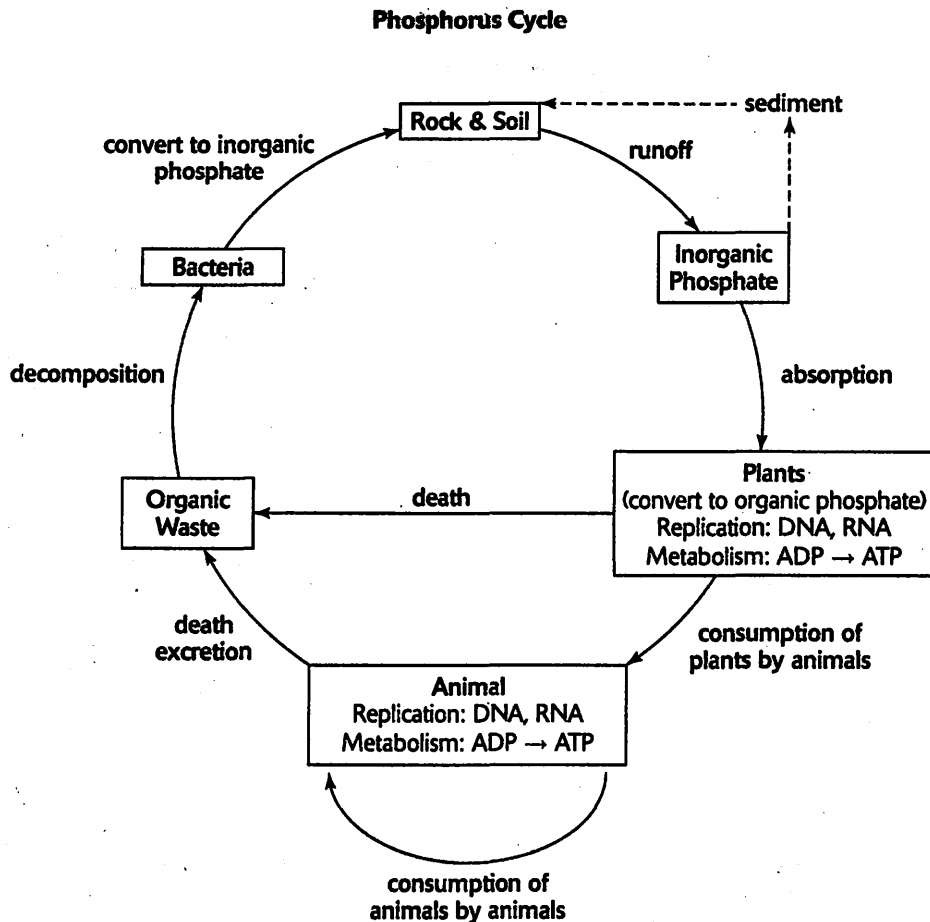 Phosphorus Cycle
Rock & Soil
sediment
convert to inorganic
phosphate
runoff
Bacteria
Inorganic
Phosphate
decomposition
absorption
Organic
Waste
death
Plants
(convert to organic phosphate)
Replication: DNA, RNA
Metabolism: ADP → ATP
death
excretion
consumption of
plants by animals
Animal
Replication: DNA, RNA
Metabolism: ADP → ATP
consumption of
animals by animals